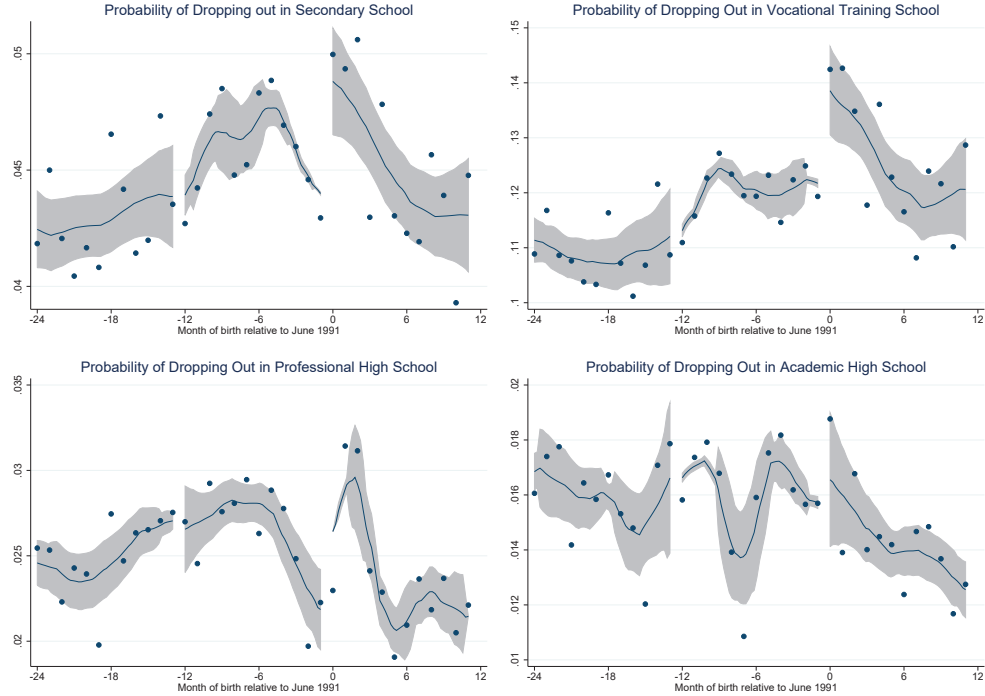 Probability of Dropping out in Secondary School
.05
.045
.04
-24 -18 -12 -6 0 6 12
Month of birth relative to June 1991
Probability of Dropping Out in Vocational Training School
.15
.14
.13
.12
.11
.1
-24 -18 -12 -6 0 6 12
Month of birth relative to June 1991
Probability of Dropping Out in Professional High School
.035
.03
.025
.02
-24 -18 -12 -6 0 6 12
Month of birth relative to June 1991
Probability of Dropping Out in Academic High School
.02
.018
.016
.014
.012
.01
-24 -18 -12 -6 0 6 12
Month of birth relative to June 1991